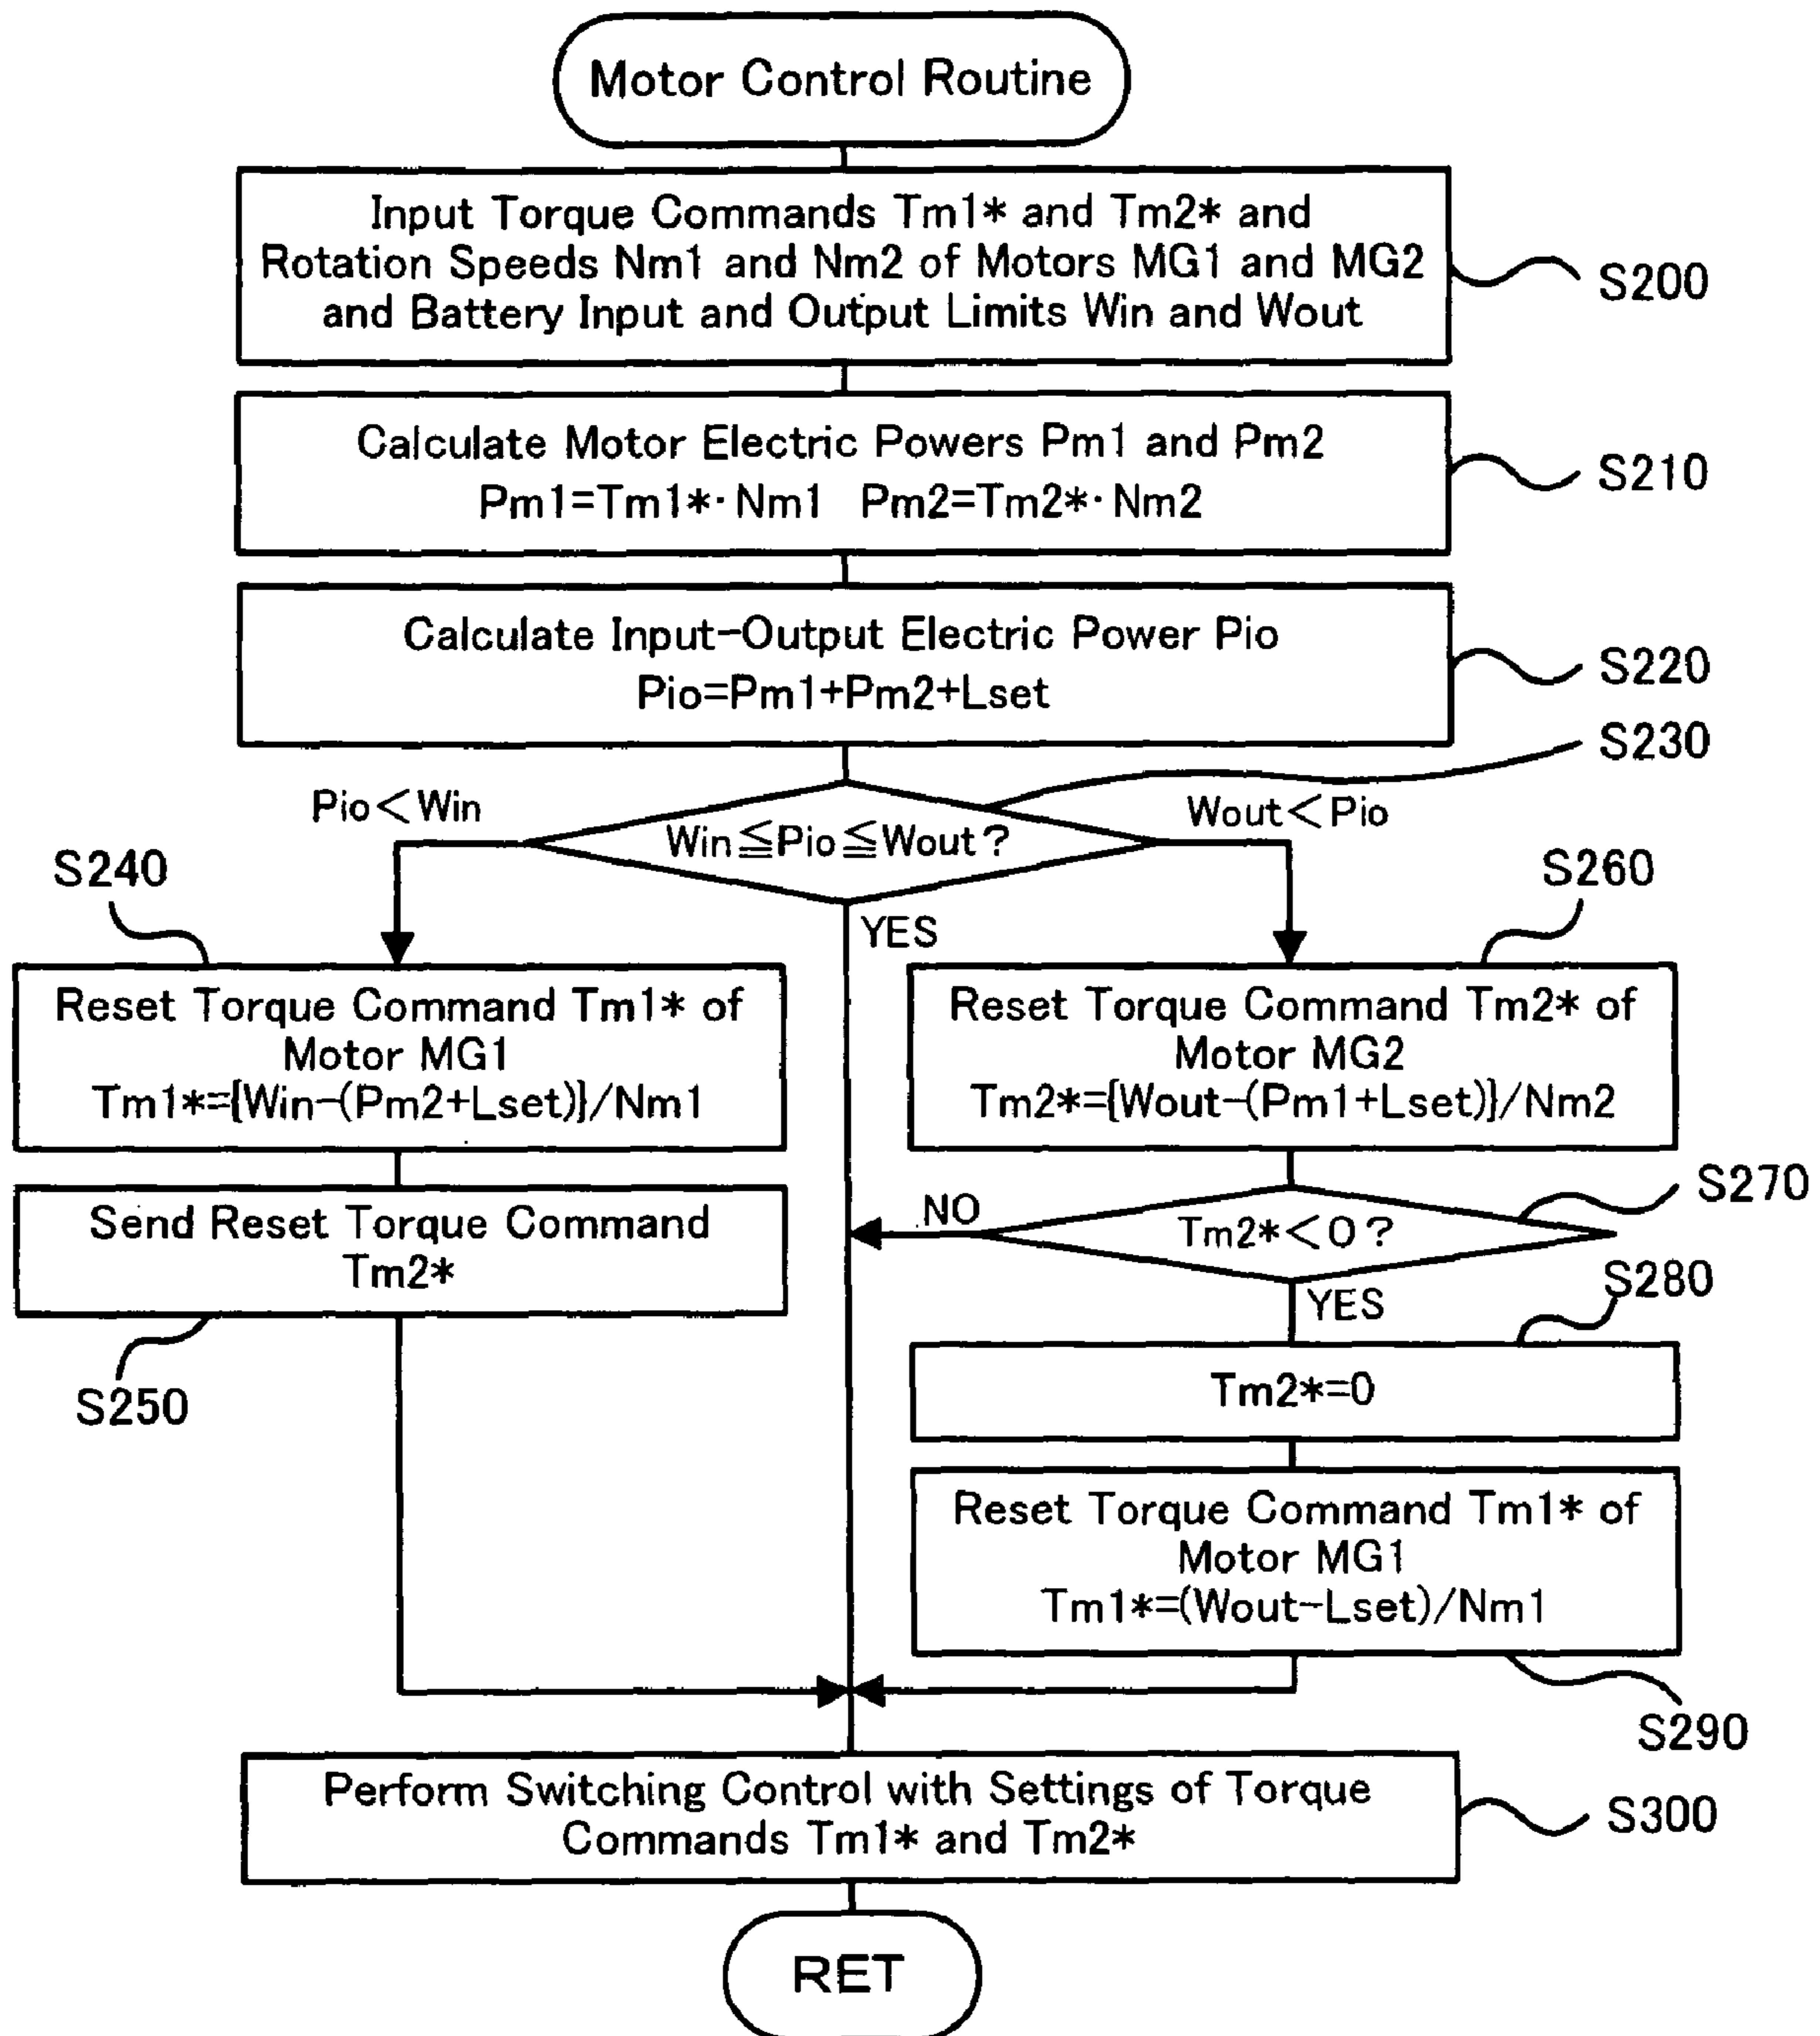 Motor Control Routine
Input Torque Commands Tm1* and Tm2* and
Rotation Speeds Nm1 and Nm2 of Motors MG1 and MG2
and Battery Input and Output Limits Win and Wout
S200
Calculate Motor Electric Powers Pm1 and Pm2
Pm1=Tm1*·Nm1 Pm2=Tm2*·Nm2
S210
Calculate Input-Output Electric Power Pio
Pio=Pm1+Pm2+Lset
S220
S230
Pio<Win
Win≦Pio≦Wout?
Wout<Pio
YES
S240
Reset Torque Command Tm1* of
Motor MG1
Tm1*={Win-(Pm2+Lset)}/Nm1
Send Reset Torque Command
Tm2*
S250
S260
Reset Torque Command Tm2* of
Motor MG2
Tm2*={Wout-(Pm1+Lset)}/Nm2
S270
NO
Tm2*<0?
YES
S280
Tm2*=0
Reset Torque Command Tm1* of
Motor MG1
Tm1*=(Wout-Lset)/Nm1
S290
Perform Switching Control with Settings of Torque
Commands Tm1* and Tm2*
S300
RET